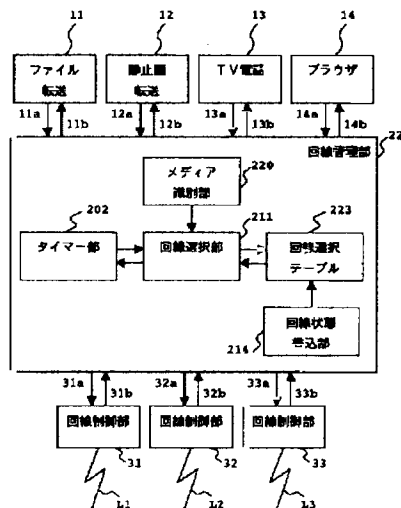 11
12
13
14
ファイル
転送
静止画
転送
TV電話
ブラウザ
11a
11b
12a
12b
13a
13b
14a
14b
22
回線管理部
メディア
識別部
220
202
211
223
タイマー部
回線選択部
回線選択
テーブル
回線状態
書込部
214
31a
31b
32a
32b
33a
33b
回線制御部
回線制御部
回線制御部
31
32
33
L1
L2
L3